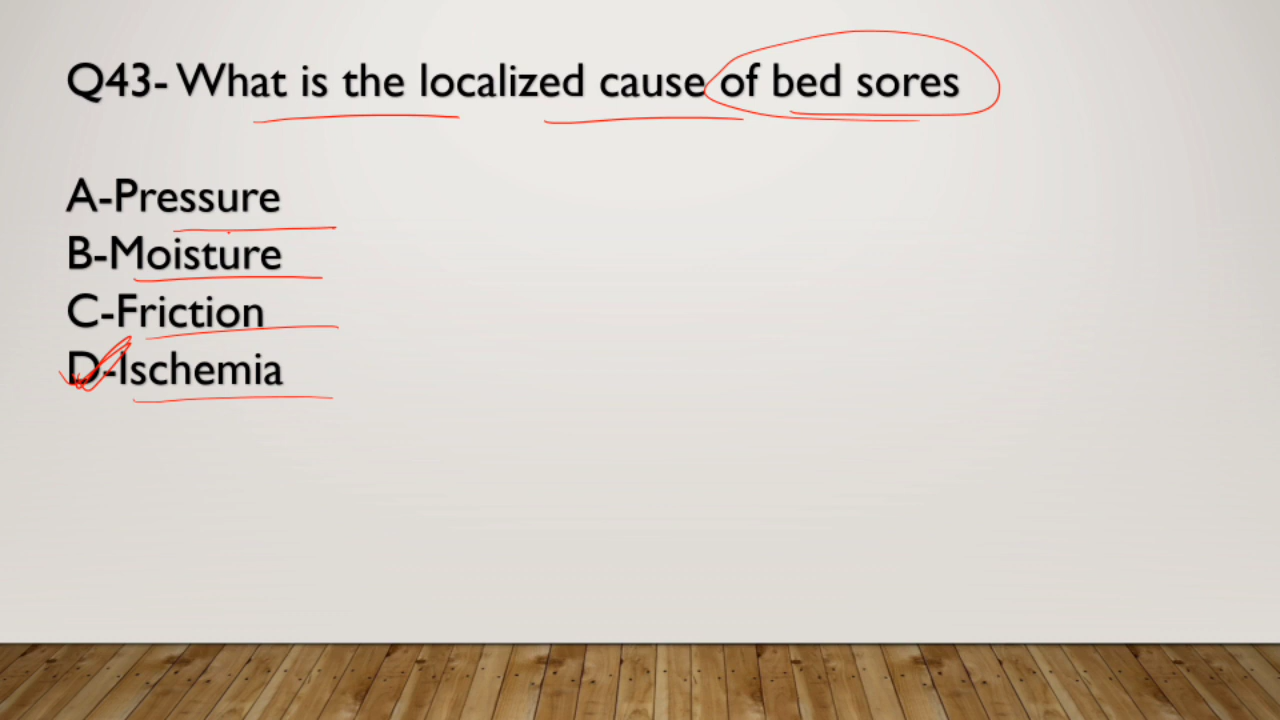 Q43- What is the localized cause of bed sores
A-Pressure
B-Moisture
C-Friction
D-Ischemia